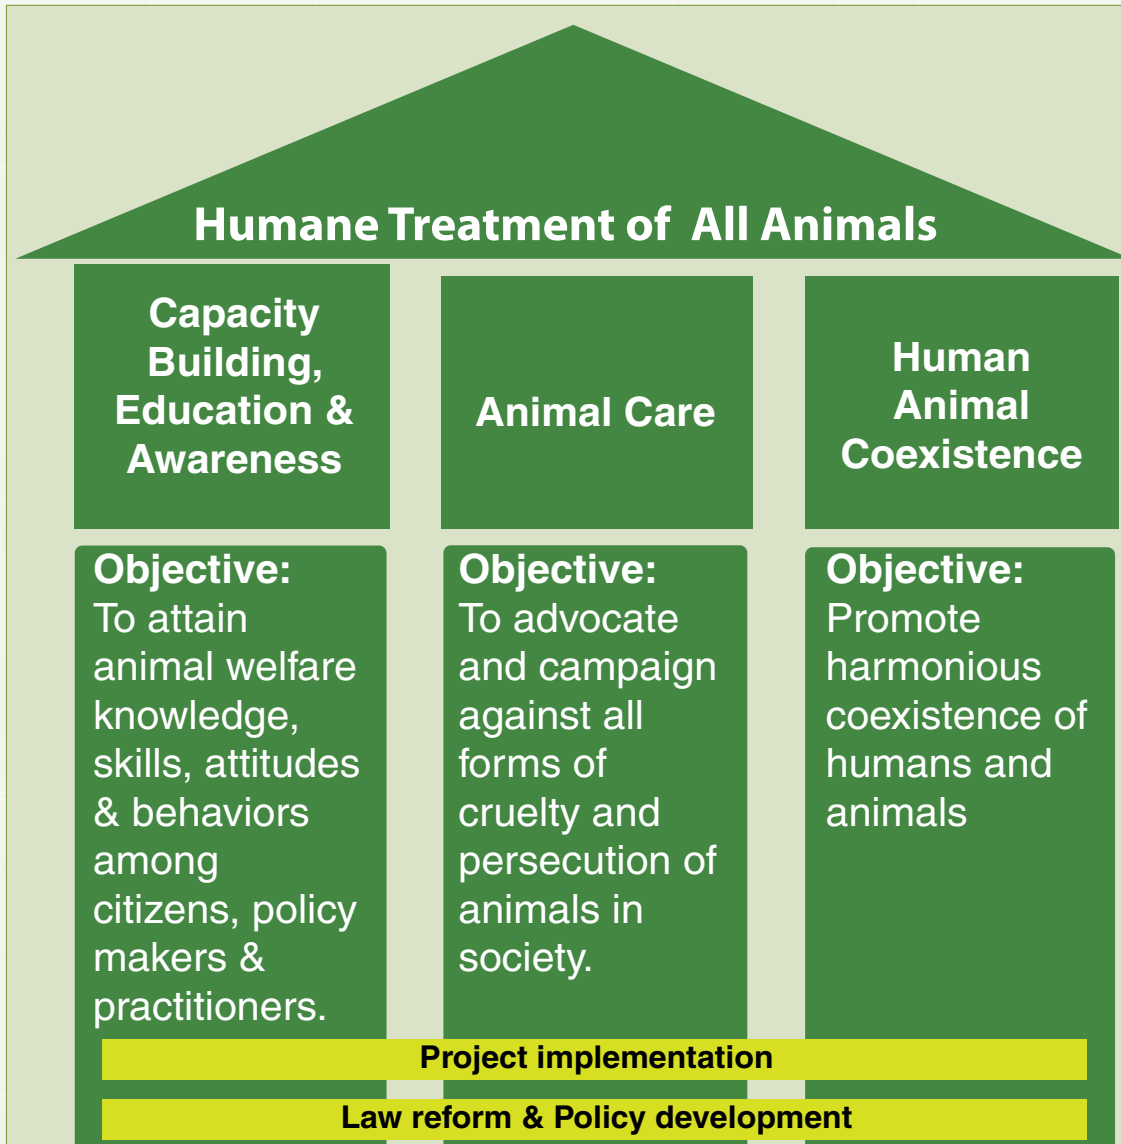 Humane Treatment of All Animals
Capacity
Building,
Education &
Awareness
Animal Care
Human
Animal
Coexistence
Objective:
To attain
animal welfare
knowledge,
skills, attitudes
& behaviors
among
citizens, policy
makers &
practitioners.
Objective:
To advocate
and campaign
against all
forms of
cruelty and
persecution of
animals in
society.
Objective:
Promote
harmonious
coexistence of
humans and
animals
Project implementation
Law reform & Policy development